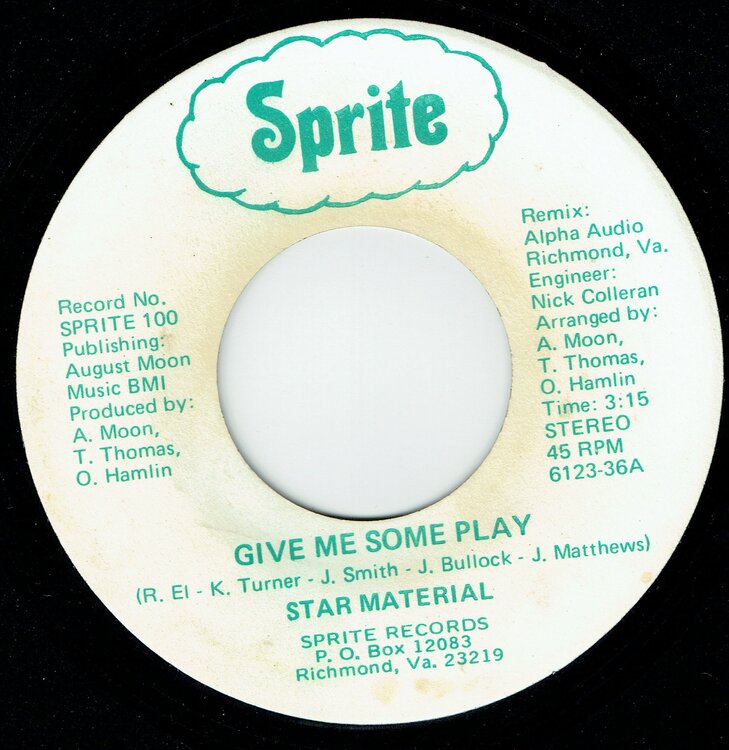 Sprite
Record No.
SPRITE 100
Publishing:
August Moon
Music BMI
Produced by:
A. Moon,
T. Thomas,
O. Hamlin
Remix:
Alpha Audio
Richmond, Va.
Engineer:
Nick Colleran
Arranged by:
A. Moon,
T. Thomas,
O. Hamlin
Time: 3:15
STEREO
45 RPM
6123-36A
GIVE ME SOME PLAY
(R. El - K. Turner - J. Smith - J. Bullock - J. Matthews)
STAR MATERIAL
SPRITE RECORDS
P. O. Box 12083
Richmond, Va. 23219